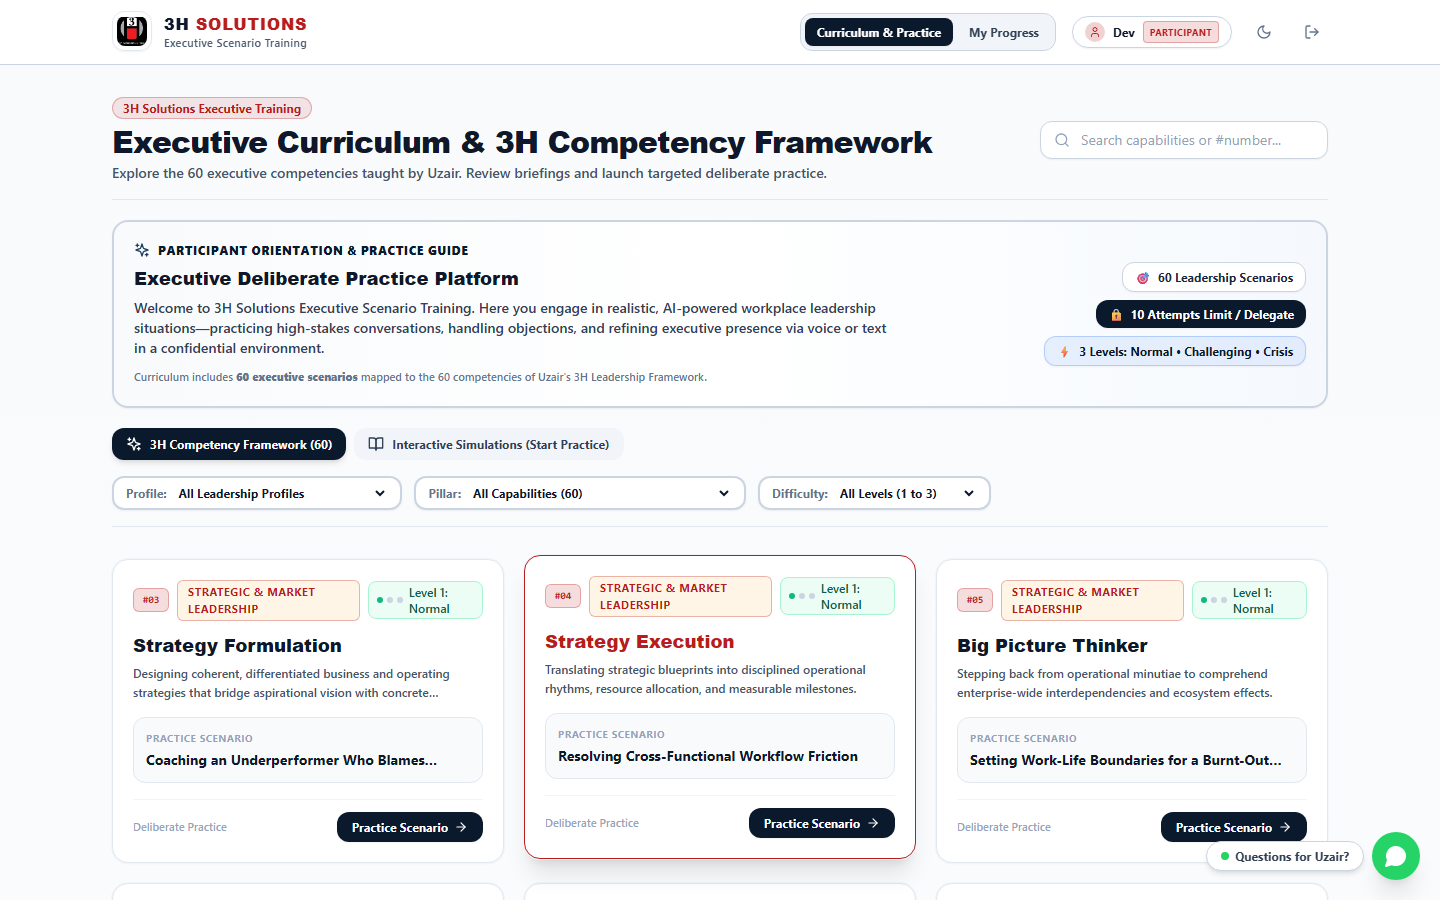 3H SOLUTIONS
Executive Scenario Training
Curriculum & Practice
My Progress
Dev
PARTICIPANT
3H Solutions Executive Training
Executive Curriculum & 3H Competency Framework
Explore the 60 executive competencies taught by Uzair. Review briefings and launch targeted deliberate practice.
Search capabilities or #number...
PARTICIPANT ORIENTATION & PRACTICE GUIDE
Executive Deliberate Practice Platform
Welcome to 3H Solutions Executive Scenario Training. Here you engage in realistic, AI-powered workplace leadership
situations—practicing high-stakes conversations, handling objections, and refining executive presence via voice or text
in a confidential environment.
Curriculum includes 60 executive scenarios mapped to the 60 competencies of Uzair's 3H Leadership Framework.
60 Leadership Scenarios
10 Attempts Limit / Delegate
3 Levels: Normal • Challenging • Crisis
3H Competency Framework (60)
Interactive Simulations (Start Practice)
Profile: All Leadership Profiles
Pillar: All Capabilities (60)
Difficulty: All Levels (1 to 3)
#03
STRATEGIC & MARKET
LEADERSHIP
Level 1:
Normal
Strategy Formulation
Designing coherent, differentiated business and operating
strategies that bridge aspirational vision with concrete...
PRACTICE SCENARIO
Coaching an Underperformer Who Blames...
Deliberate Practice
Practice Scenario
#04
STRATEGIC & MARKET
LEADERSHIP
Level 1:
Normal
Strategy Execution
Translating strategic blueprints into disciplined operational
rhythms, resource allocation, and measurable milestones.
PRACTICE SCENARIO
Resolving Cross-Functional Workflow Friction
Deliberate Practice
Practice Scenario
#05
STRATEGIC & MARKET
LEADERSHIP
Level 1:
Normal
Big Picture Thinker
Stepping back from operational minutiae to comprehend
enterprise-wide interdependencies and ecosystem effects.
PRACTICE SCENARIO
Setting Work-Life Boundaries for a Burnt-Out...
Deliberate Practice
Practice Scenario
Questions for Uzair?